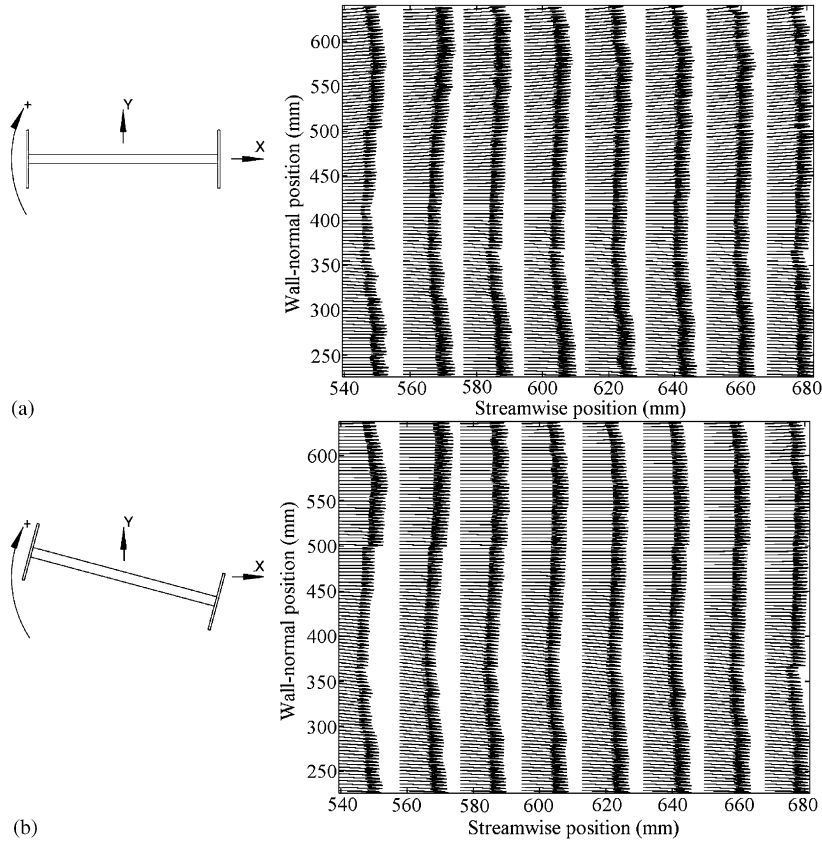 +
Y
X
Wall-normal position (mm)
600
550
500
450
400
350
300
250
540 560 580 600 620 640 660 680
Streamwise position (mm)
(a)
+
Y
X
Wall-normal position (mm)
600
550
500
450
400
350
300
250
540 560 580 600 620 640 660 680
Streamwise position (mm)
(b)